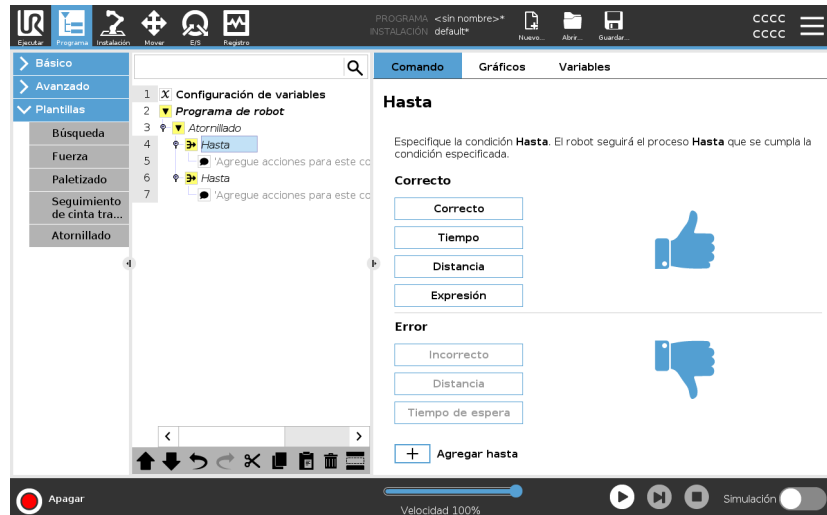 PROGRAMA <sin nombre>*
INSTALACIÓN default*
cccc
cccc
Ejecutar Programa Instalación Mover E/S Registro Nuevo... Abrir... Guardar...
Básico
Avanzado
Plantillas
Búsqueda
Fuerza
Paletizado
Seguimiento
de cinta tra...
Atornillado
1 X Configuración de variables
2 Programa de robot
3 Atornillado
4 Hasta
5 'Agregue acciones para este co
6 Hasta
7 'Agregue acciones para este cc
Comando Gráficos Variables
Hasta
Especifique la condición Hasta. El robot seguirá el proceso Hasta que se cumpla la
condición especificada.
Correcto
Correcto
Tiempo
Distancia
Expresión
Error
Incorrecto
Distancia
Tiempo de espera
+ Agregar hasta
Apagar
Velocidad 100%
Simulación